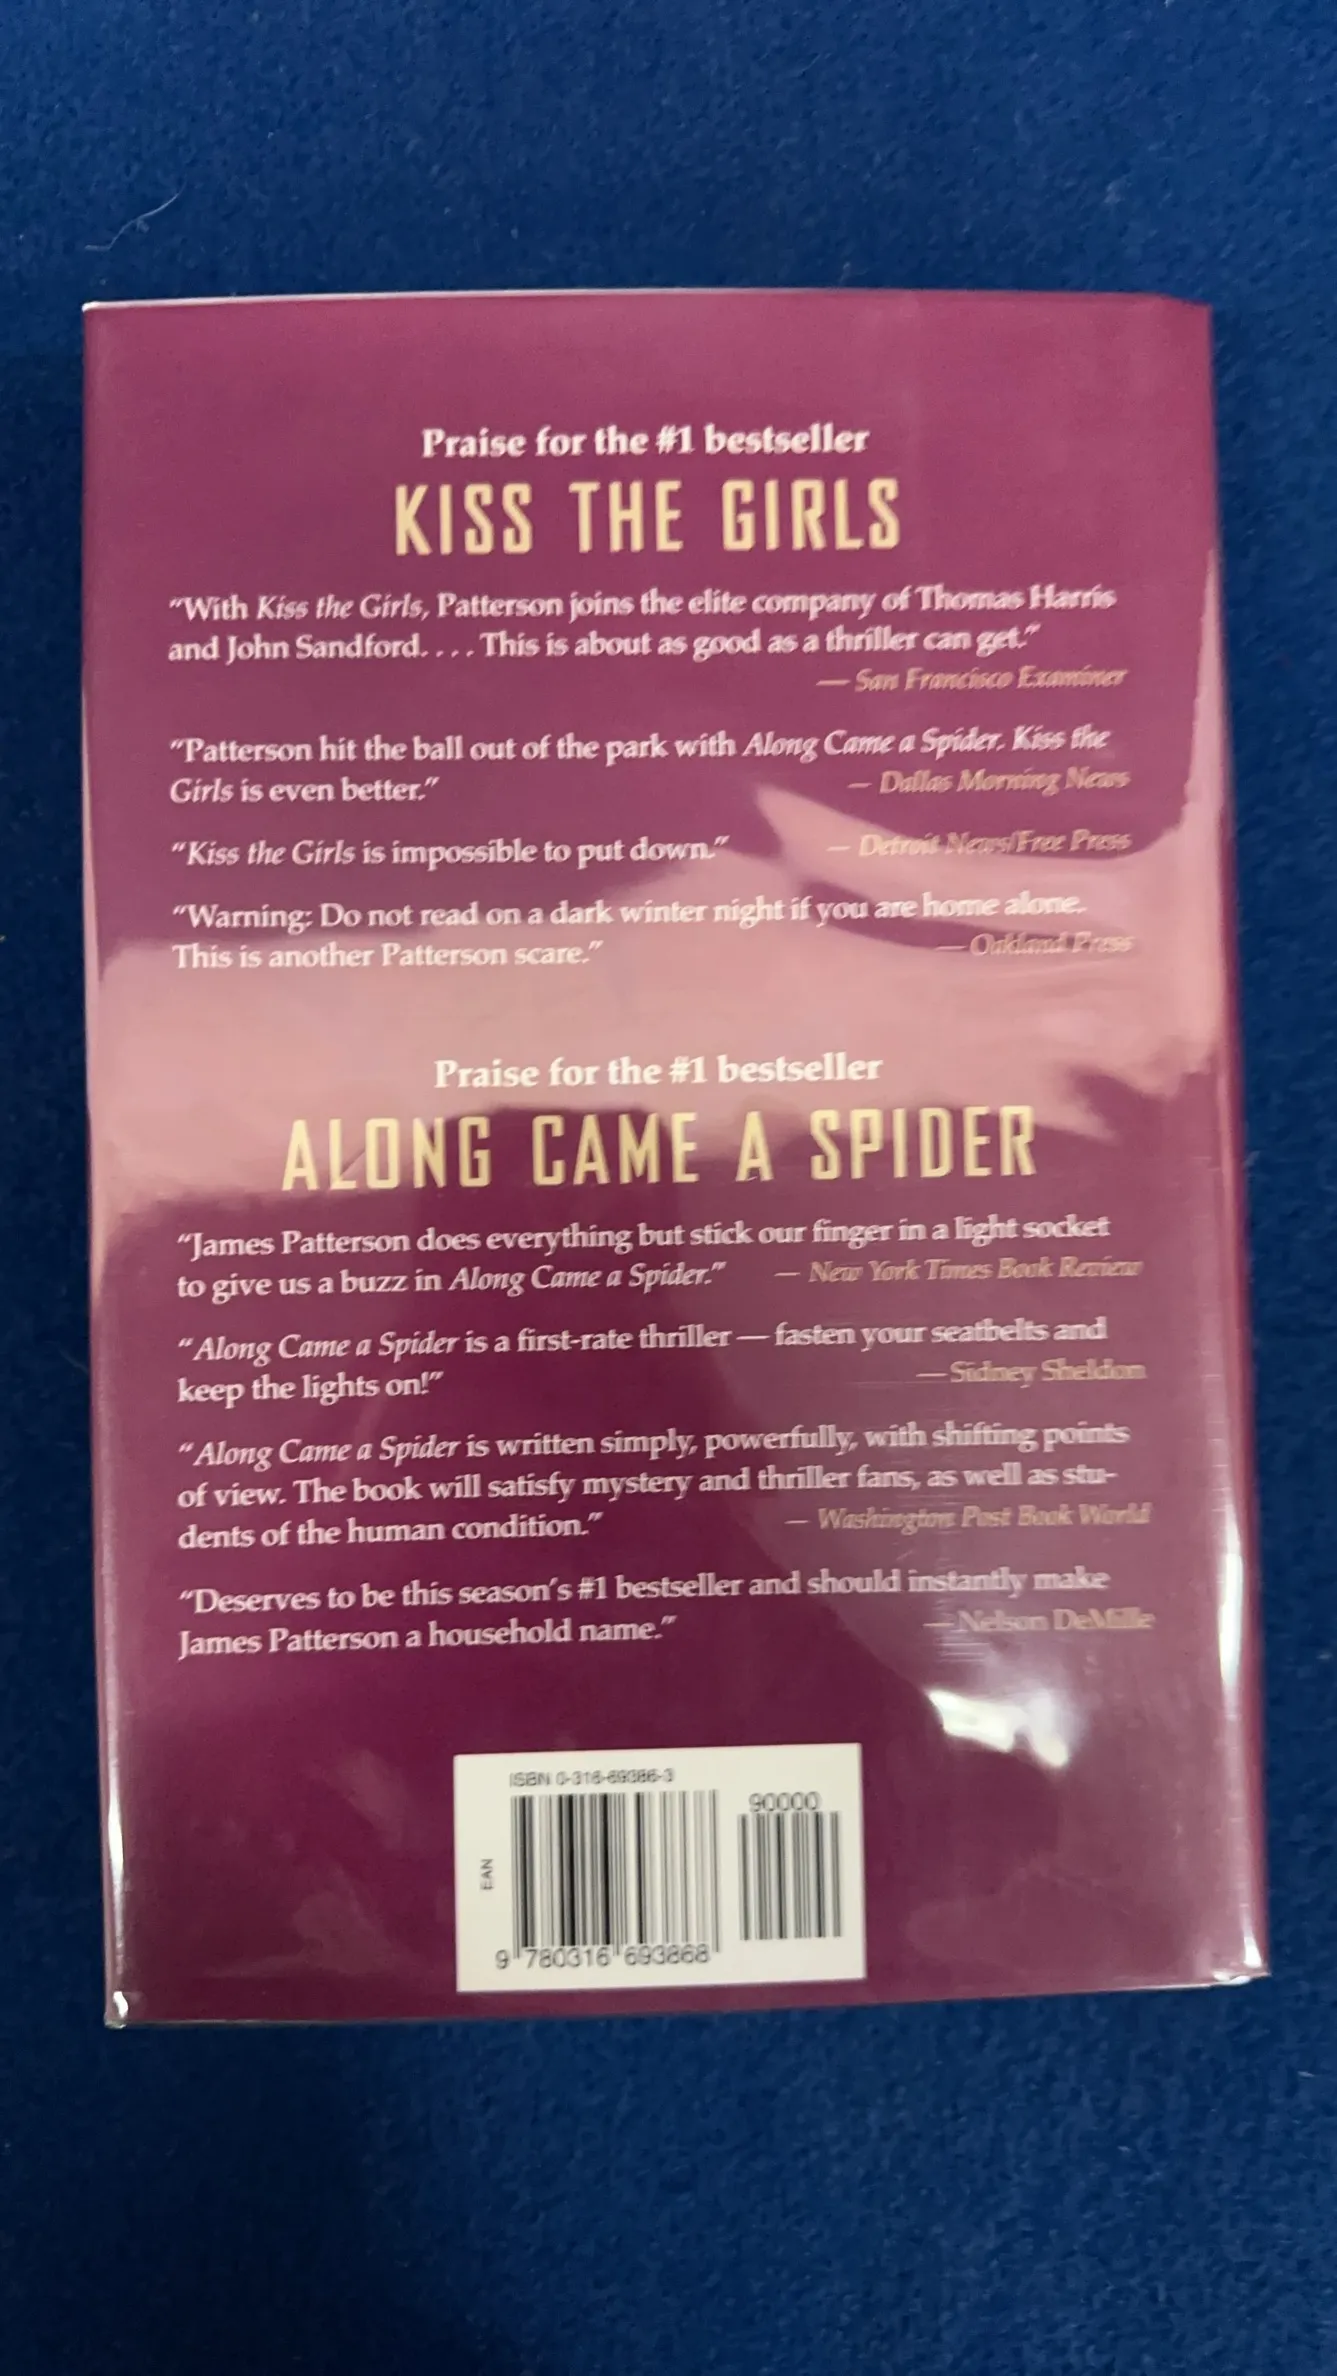 Praise for the #1 bestseller
KISS THE GIRLS
“With Kiss the Girls, Patterson joins the elite company of Thomas Harris
and John Sandford. . . . This is about as good as a thriller can get.”
— San Francisco Examiner
“Patterson hit the ball out of the park with Along Came a Spider. Kiss the
Girls is even better.” — Dallas Morning News
“Kiss the Girls is impossible to put down.” — Detroit News/Free Press
“Warning: Do not read on a dark winter night if you are home alone.
This is another Patterson scare.” — Oakland Press
Praise for the #1 bestseller
ALONG CAME A SPIDER
“James Patterson does everything but stick our finger in a light socket
to give us a buzz in Along Came a Spider.” — New York Times Book Review
“Along Came a Spider is a first-rate thriller — fasten your seatbelts and
keep the lights on!” — Sidney Sheldon
“Along Came a Spider is written simply, powerfully, with shifting points
of view. The book will satisfy mystery and thriller fans, as well as stu-
dents of the human condition.” — Washington Post Book World
“Deserves to be this season’s #1 bestseller and should instantly make
James Patterson a household name.” — Nelson DeMille
ISBN 0-316-69386-3
90000
EAN
9 780316 693868